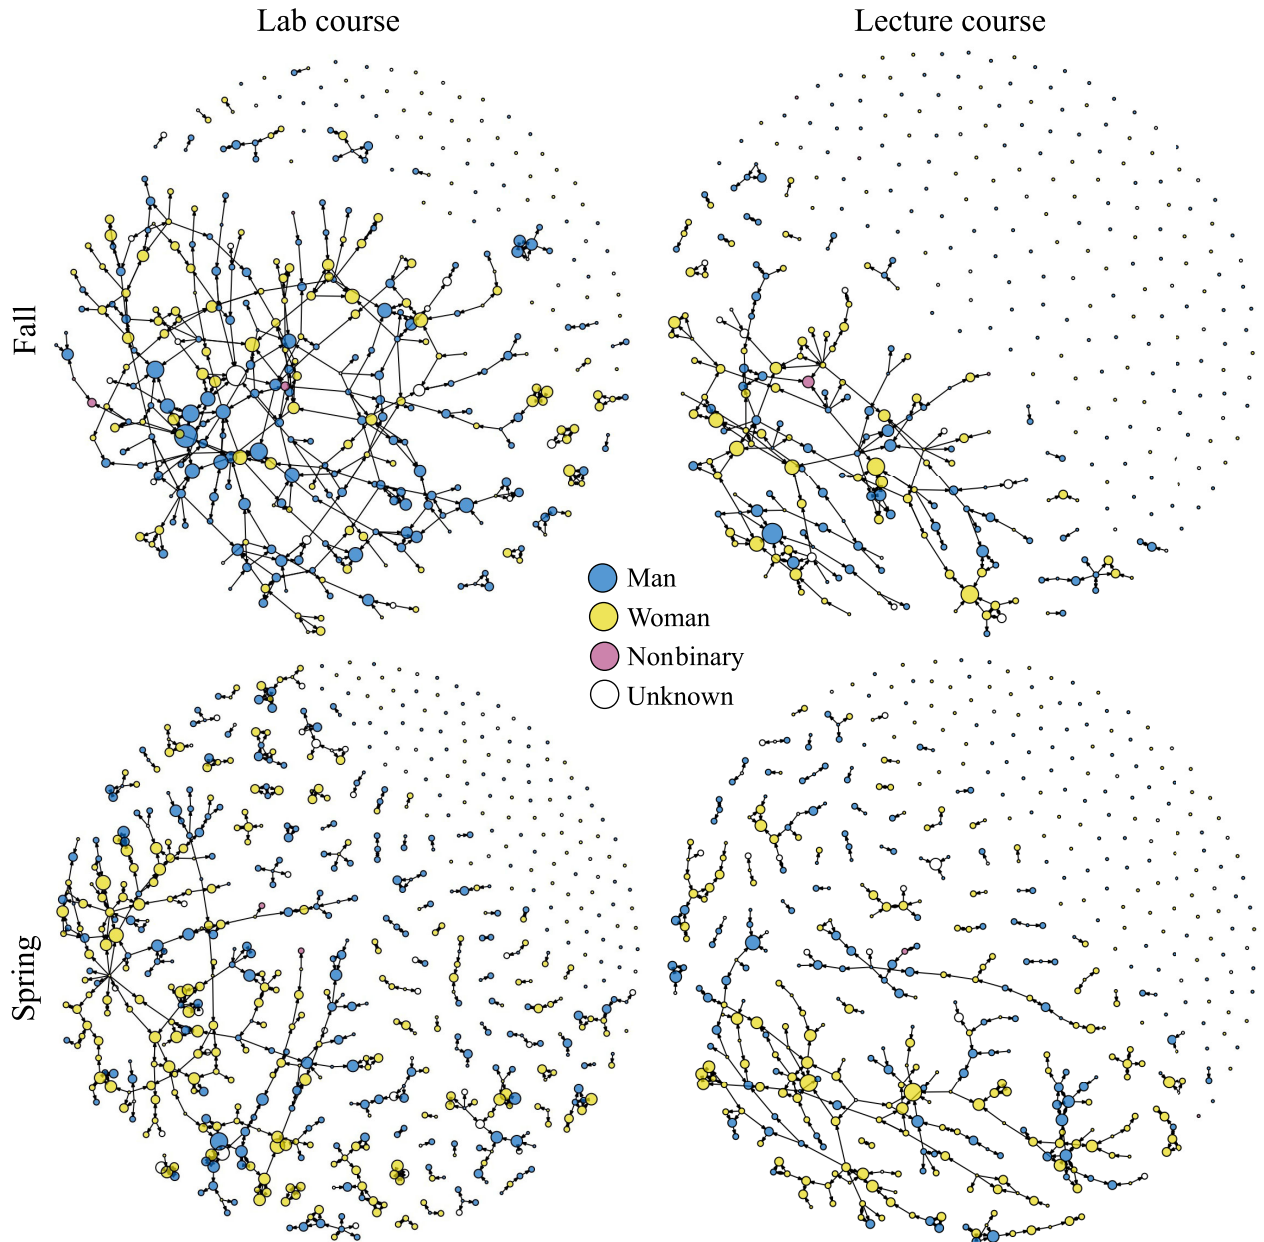 Lab course
Lecture course
Fall
Man
Woman
Nonbinary
Unknown
Spring